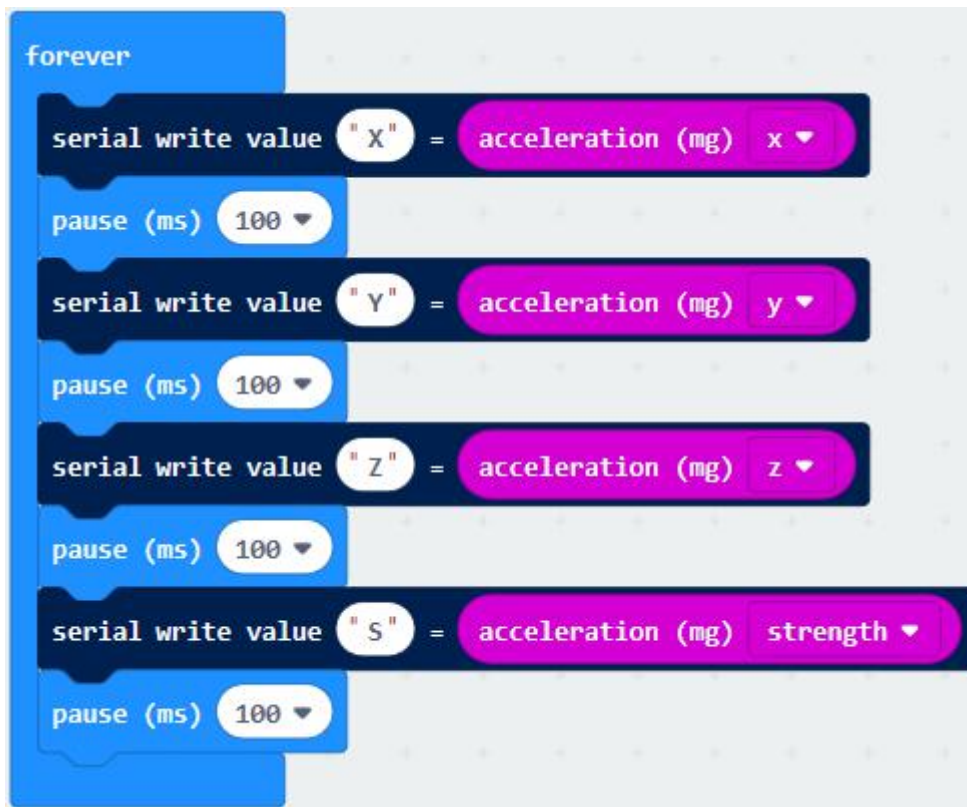 forever
serial write value "X" = acceleration (mg) x
pause (ms) 100
serial write value "Y" = acceleration (mg) y
pause (ms) 100
serial write value "Z" = acceleration (mg) z
pause (ms) 100
serial write value "S" = acceleration (mg) strength
pause (ms) 100